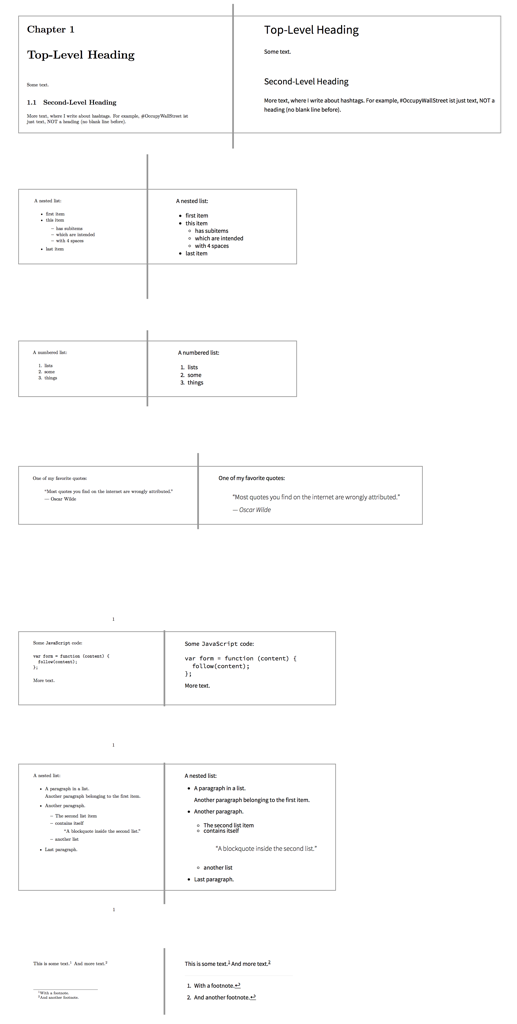 Chapter 1
Top-Level Heading
Some text.
1.1 Second-Level Heading
More text, where I write about hashtags. For example, #OccupyWallStreet ist
just text, NOT a heading (no blank line before).
Top-Level Heading
Some text.
Second-Level Heading
More text, where I write about hashtags. For example, #OccupyWallStreet ist just text, NOT a
heading (no blank line before).
A nested list:
• first item
• this item
– has subitems
– which are intended
– with 4 spaces
• last item
A nested list:
• first item
• this item
◦ has subitems
◦ which are intended
◦ with 4 spaces
• last item
A numbered list:
1. lists
2. some
3. things
A numbered list:
1. lists
2. some
3. things
One of my favorite quotes:
"Most quotes you find on the internet are wrongly attributed."
— Oscar Wilde
One of my favorite quotes:
"Most quotes you find on the internet are wrongly attributed."
— Oscar Wilde
1
Some JavaScript code:
var form = function (content) {
follow(content);
};
More text.
Some JavaScript code:
var form = function (content) {
follow(content);
};
More text.
1
A nested list:
• A paragraph in a list.
Another paragraph belonging to the first item.
• Another paragraph.
– The second list item
– contains itself
"A blockquote inside the second list."
– another list
• Last paragraph.
A nested list:
• A paragraph in a list.
Another paragraph belonging to the first item.
• Another paragraph.
◦ The second list item
◦ contains itself
"A blockquote inside the second list."
◦ another list
• Last paragraph.
1
This is some text.¹ And more text.²
¹With a footnote.
²And another footnote.
This is some text.¹ And more text.²
1. With a footnote.↩
2. And another footnote.↩